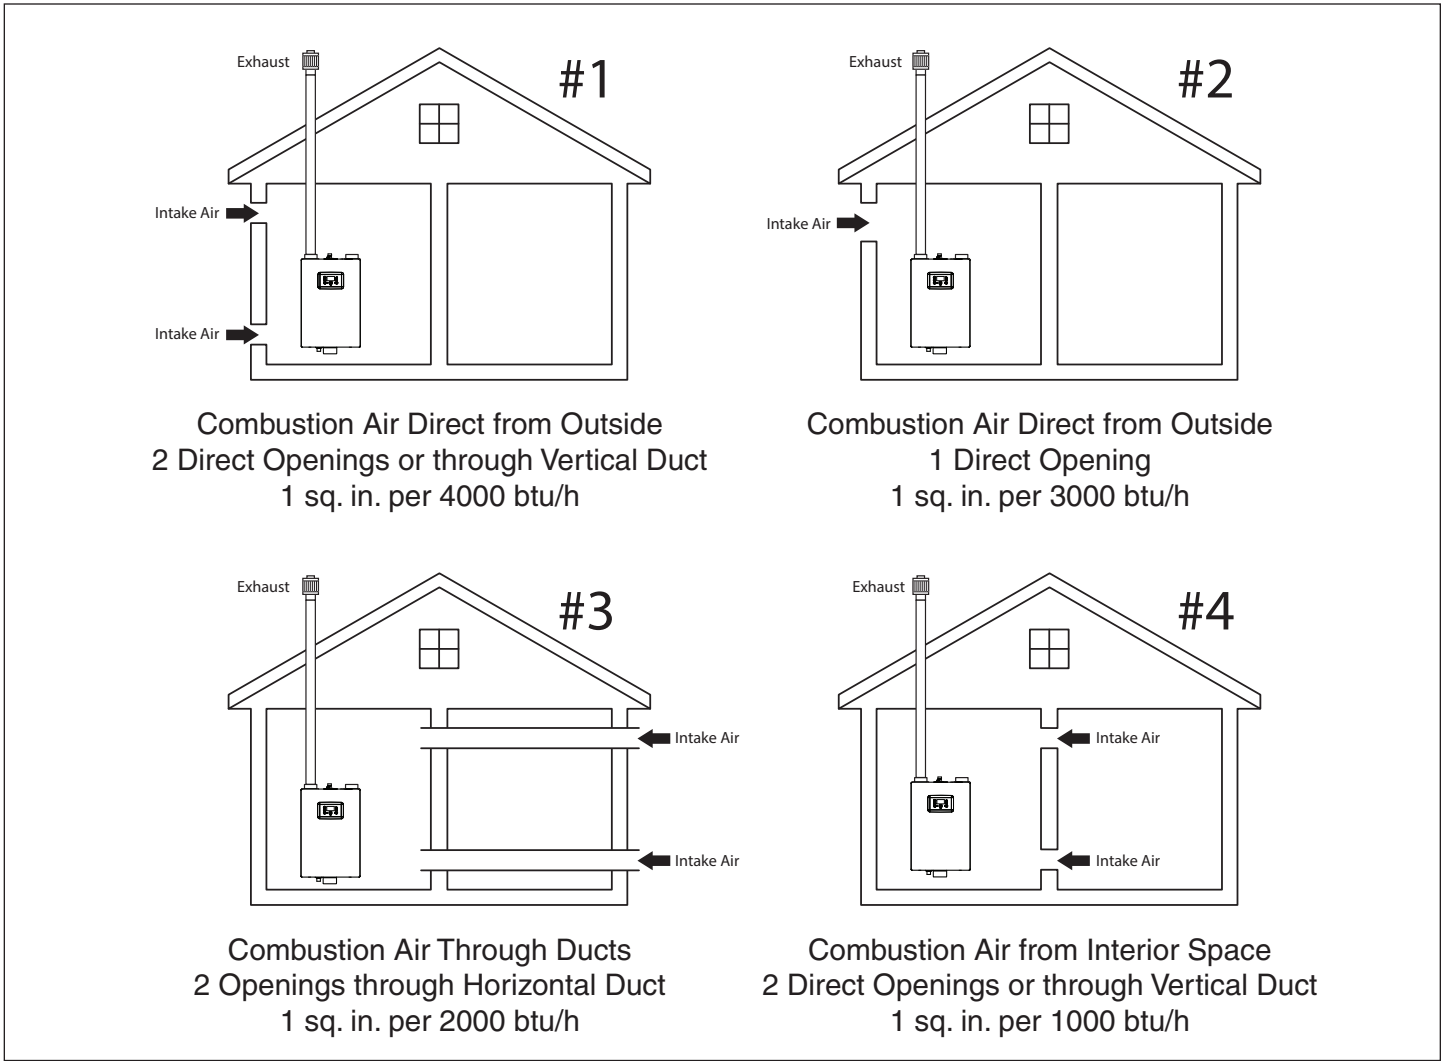 Exhaust
#1
Intake Air
Intake Air
Combustion Air Direct from Outside
2 Direct Openings or through Vertical Duct
1 sq. in. per 4000 btu/h
Exhaust
#2
Intake Air
Combustion Air Direct from Outside
1 Direct Opening
1 sq. in. per 3000 btu/h
Exhaust
#3
Intake Air
Intake Air
Combustion Air Through Ducts
2 Openings through Horizontal Duct
1 sq. in. per 2000 btu/h
Exhaust
#4
Intake Air
Intake Air
Combustion Air from Interior Space
2 Direct Openings or through Vertical Duct
1 sq. in. per 1000 btu/h